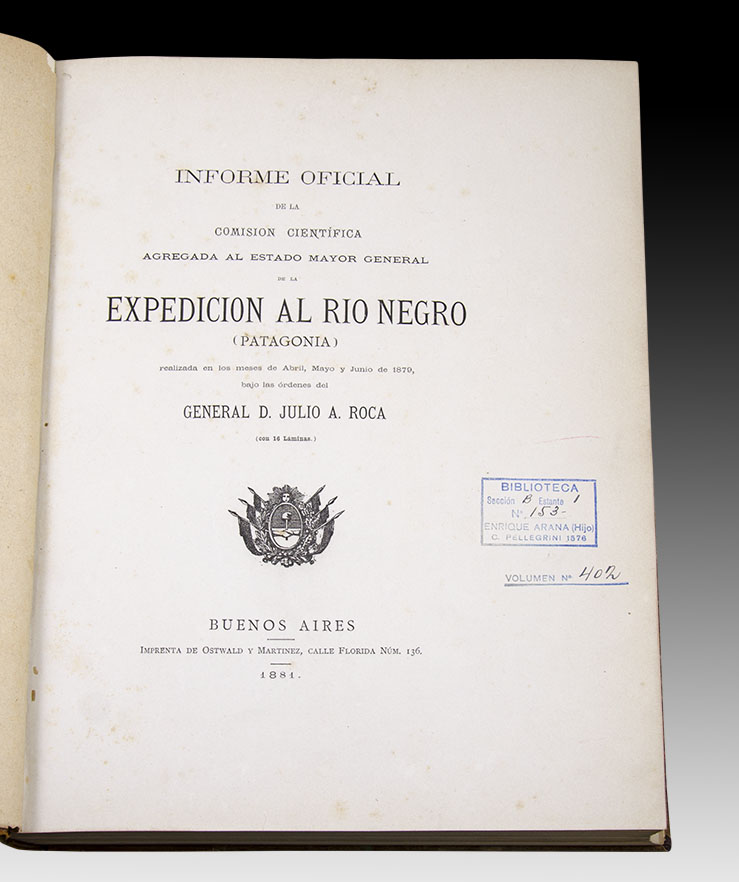 INFORME OFICIAL
DE LA
COMISION CIENTÍFICA
AGREGADA AL ESTADO MAYOR GENERAL
DE LA
EXPEDICION AL RIO NEGRO
(PATAGONIA)
realizada en los meses de Abril, Mayo y Junio de 1879,
bajo las órdenes del
GENERAL D. JULIO A. ROCA
(con 16 Láminas.)
BIBLIOTECA
Sección B Estante 1
Nº. 153-
ENRIQUE ARANA (Hijo)
C. PELLEGRINI 1576
VOLUMEN Nº 402
BUENOS AIRES
IMPRENTA DE OSTWALD Y MARTINEZ, CALLE FLORIDA NÚM. 136.
1881.